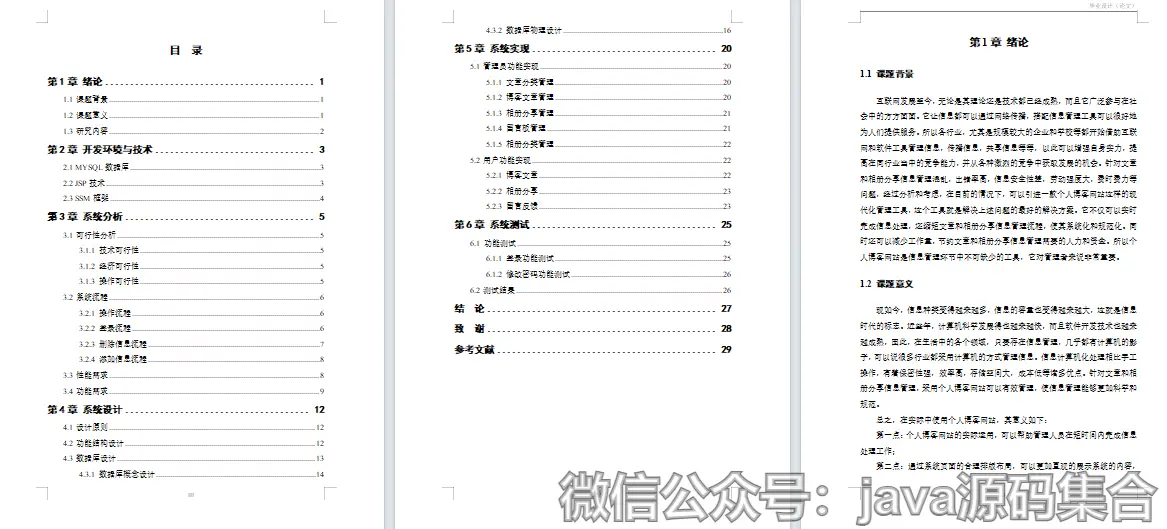 目 录
第1章 绪论 1
1.1 课题背景 1
1.2 课题意义 1
1.3 研究内容 2
第2章 开发环境与技术 3
2.1 MYSQL 数据库 3
2.2 JSP 技术 3
2.3 SSM 框架 4
第3章 系统分析 5
3.1 可行性分析 5
3.1.1 技术可行性 5
3.1.2 经济可行性 5
3.1.3 操作可行性 5
3.2 系统流程 6
3.2.1 操作流程 6
3.2.2 登录流程 6
3.2.3 删除信息流程 7
3.2.4 添加信息流程 7
3.3 性能需求 8
3.4 功能需求 9
第4章 系统设计 12
4.1 设计原则 12
4.2 功能结构设计 12
4.3 数据库设计 13
4.3.1 数据库概念设计 14
III
4.3.2 数据库物理设计 16
第5章 系统实现 20
5.1 管理员功能实现 20
5.1.1 文章分类管理 20
5.1.2 博客文章管理 20
5.1.3 相册分享管理 21
5.1.4 留言板管理 21
5.1.5 相册分类管理 22
5.2 用户功能实现 22
5.2.1 博客文章 22
5.2.2 相册分享 23
5.2.3 留言反馈 23
第6章 系统测试 25
6.1 功能测试 25
6.1.1 登录功能测试 25
6.1.2 修改密码功能测试 26
6.2 测试结果 26
结 论 27
致 谢 28
参考文献 29
毕业设计（论文）
第1章 绪论
1.1 课题背景
互联网发展至今，无论是其理论还是技术都已经成熟，而且它广泛参与在社
会中的方方面面。它让信息都可以通过网络传播，搭配信息管理工具可以很好地
为人们提供服务。所以各行业，尤其是规模较大的企业和学校等都开始借助互联
网和软件工具管理信息，传播信息，共享信息等等，以此可以增强自身实力，提
高在同行业当中的竞争能力，并从各种激烈的竞争中获取发展的机会。针对文章
和相册分享信息管理混乱，出错率高，信息安全性差，劳动强度大，费时费力等
问题，经过分析和考虑，在目前的情况下，可以引进一款个人博客网站这样的现
代化管理工具，这个工具就是解决上述问题的最好的解决方案。它不仅可以实时
完成信息处理，还缩短文章和相册分享信息管理流程，使其系统化和规范化。同
时还可以减少工作量，节约文章和相册分享信息管理需要的人力和资金。所以个
人博客网站是信息管理环节中不可缺少的工具，它对管理者来说非常重要。
1.2 课题意义
现如今，信息种类变得越来越多，信息的容量也变得越来越大，这就是信息
时代的标志。近些年，计算机科学发展得也越来越快，而且软件开发技术也越来
越成熟，因此，在生活中的各个领域，只要存在信息管理，几乎都有计算机的影
子，可以说很多行业都采用计算机的方式管理信息。信息计算机化处理相比手工
操作，有着保密性强，效率高，存储空间大，成本低等诸多优点。针对文章和相
册分享信息管理，采用个人博客网站可以有效管理，使信息管理能够更加科学和
规范。
总之，在实际中使用个人博客网站，其意义如下：
第一点：个人博客网站的实际运用，可以帮助管理人员在短时间内完成信息
处理工作；
第二点：通过系统页面的合理排版布局，可以更加直观的展示系统的内容，
微信公众号：java源码集合